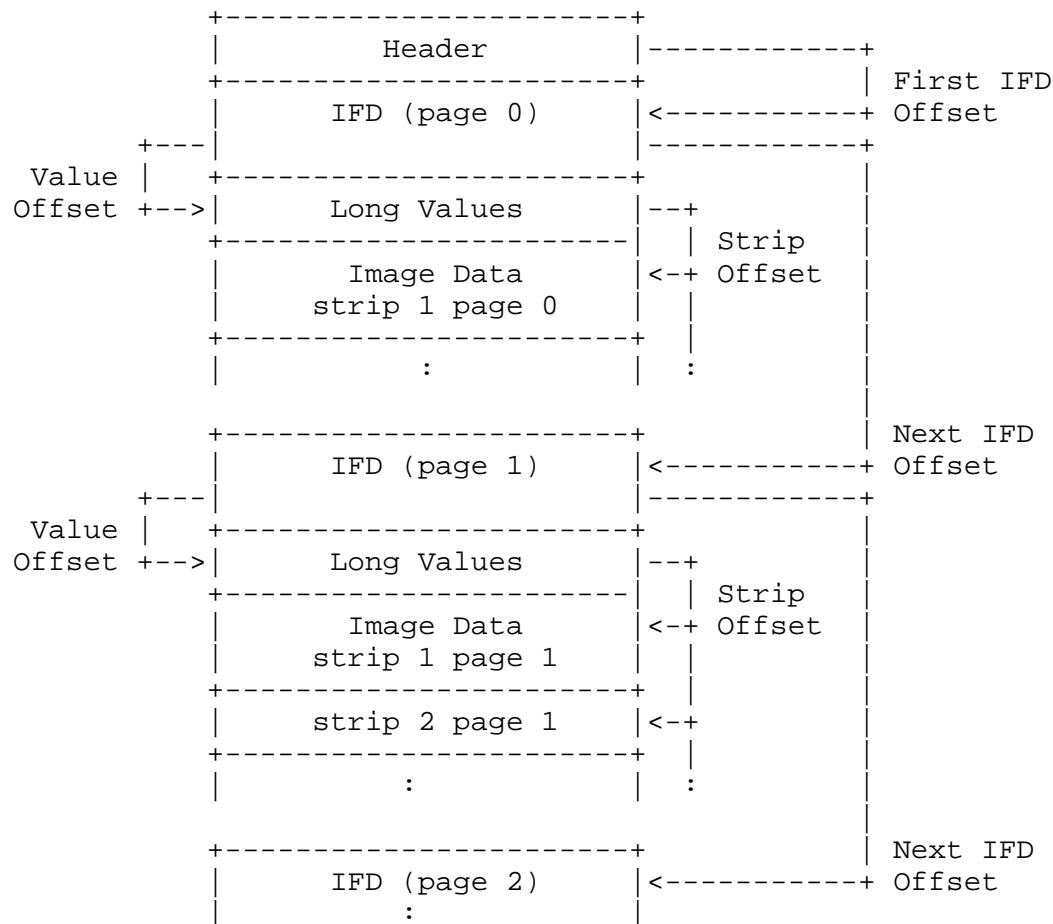 Header
First IFD
IFD (page 0) Offset
Value
Offset Long Values
Strip
Image Data Offset
strip 1 page 0
: :
Next IFD
IFD (page 1) Offset
Value
Offset Long Values
Strip
Image Data Offset
strip 1 page 1
strip 2 page 1
: :
Next IFD
IFD (page 2) Offset
: